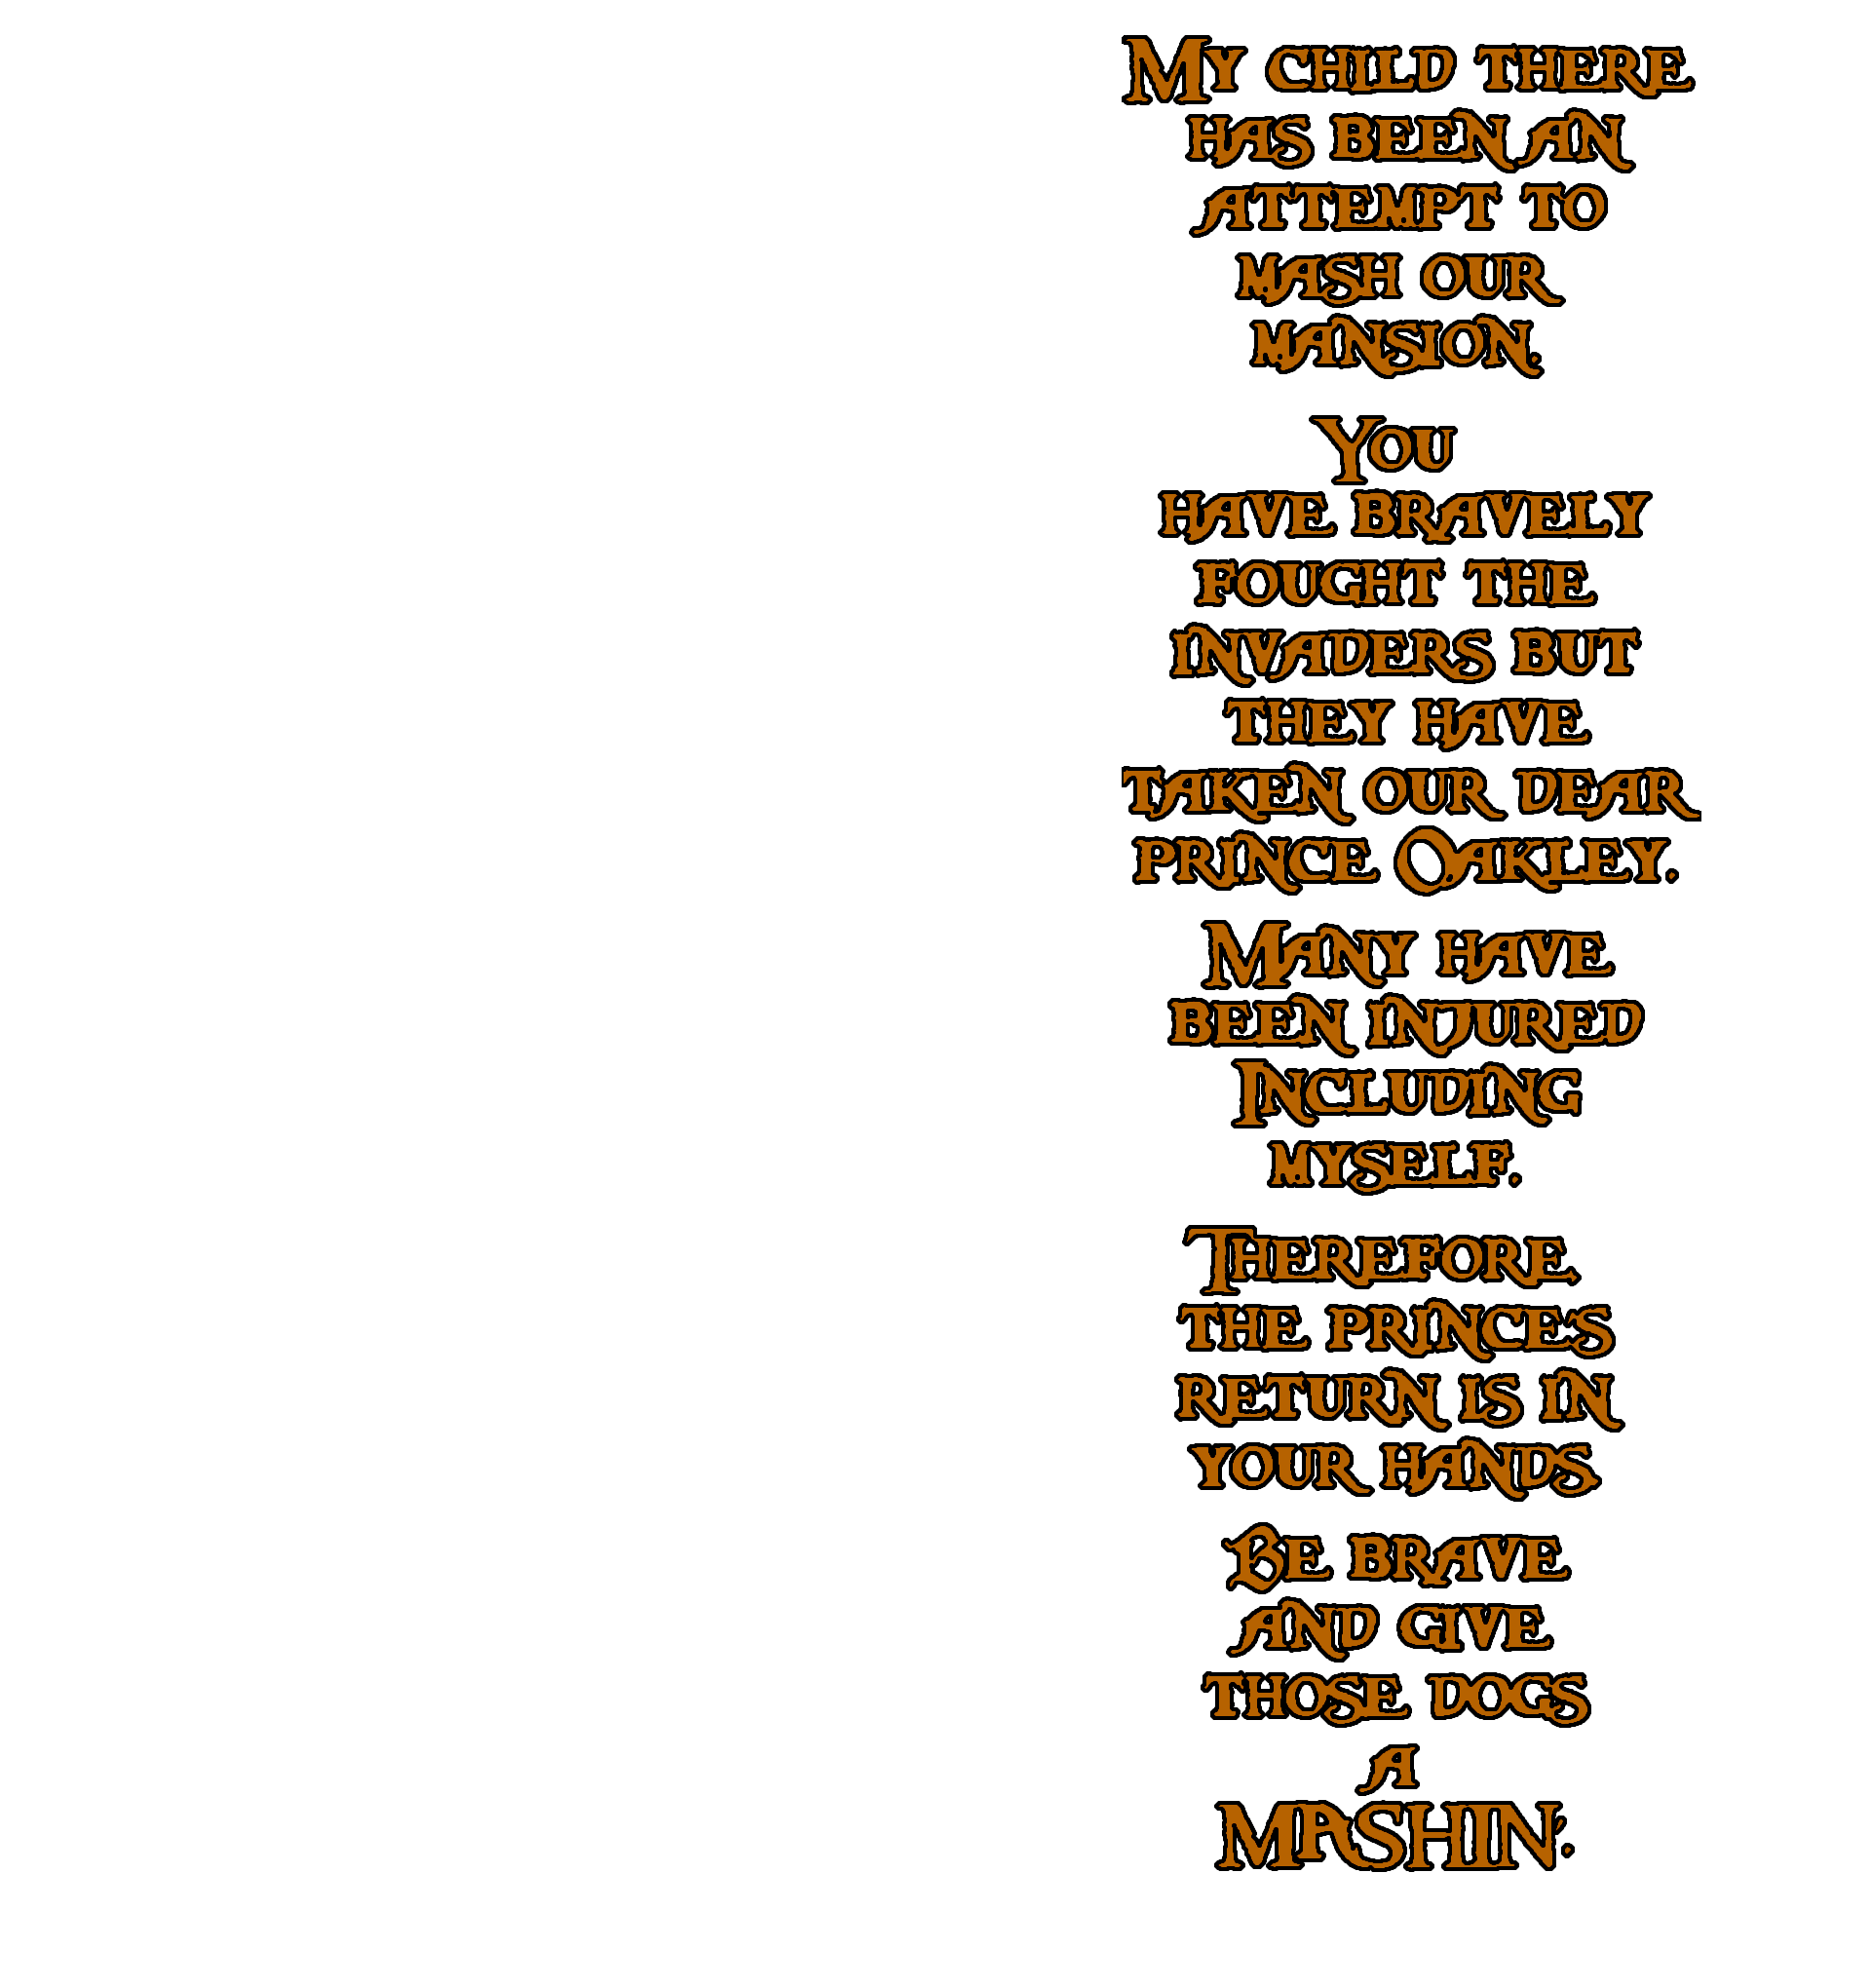 My child there
has been an
attempt to
mash our
mansion.
You
have bravely
fought the
invaders but
they have
taken our dear
prince Oakley.
Many have
been injured
Including
myself.
Therefore
the prince's
return is in
your hands.
Be brave
and give
those dogs
a
MASHIN'.